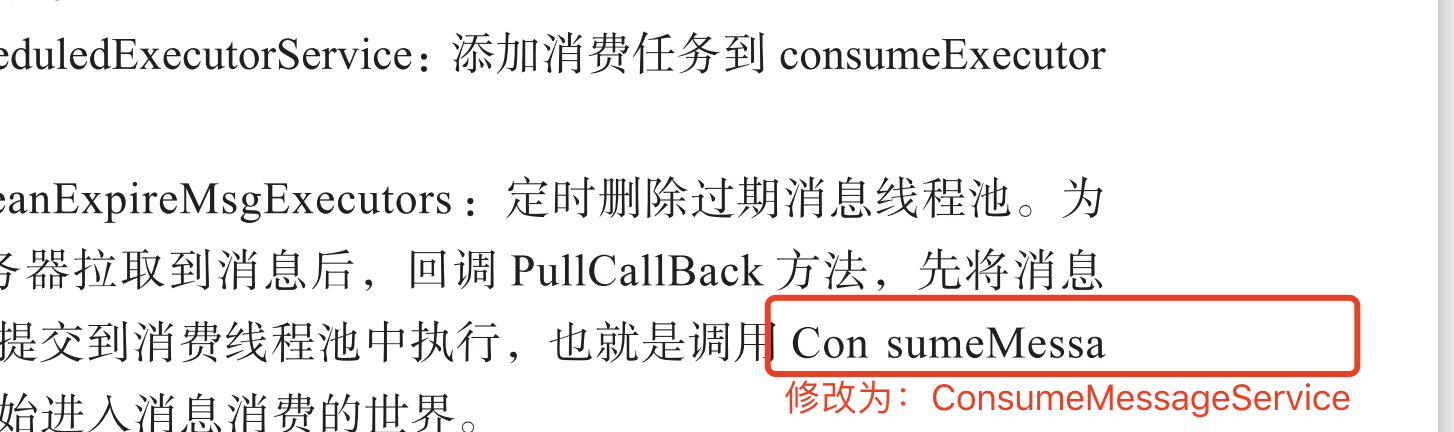 eduledExecutorService：添加消费任务到 consumeExecutor
eanExpireMsgExecutors：定时删除过期消息线程池。为
务器拉取到消息后，回调 PullCallBack 方法，先将消息
提交到消费线程池中执行，也就是调用 Con sumeMessa
修改为：ConsumeMessageService
始进入消息消费的世界。